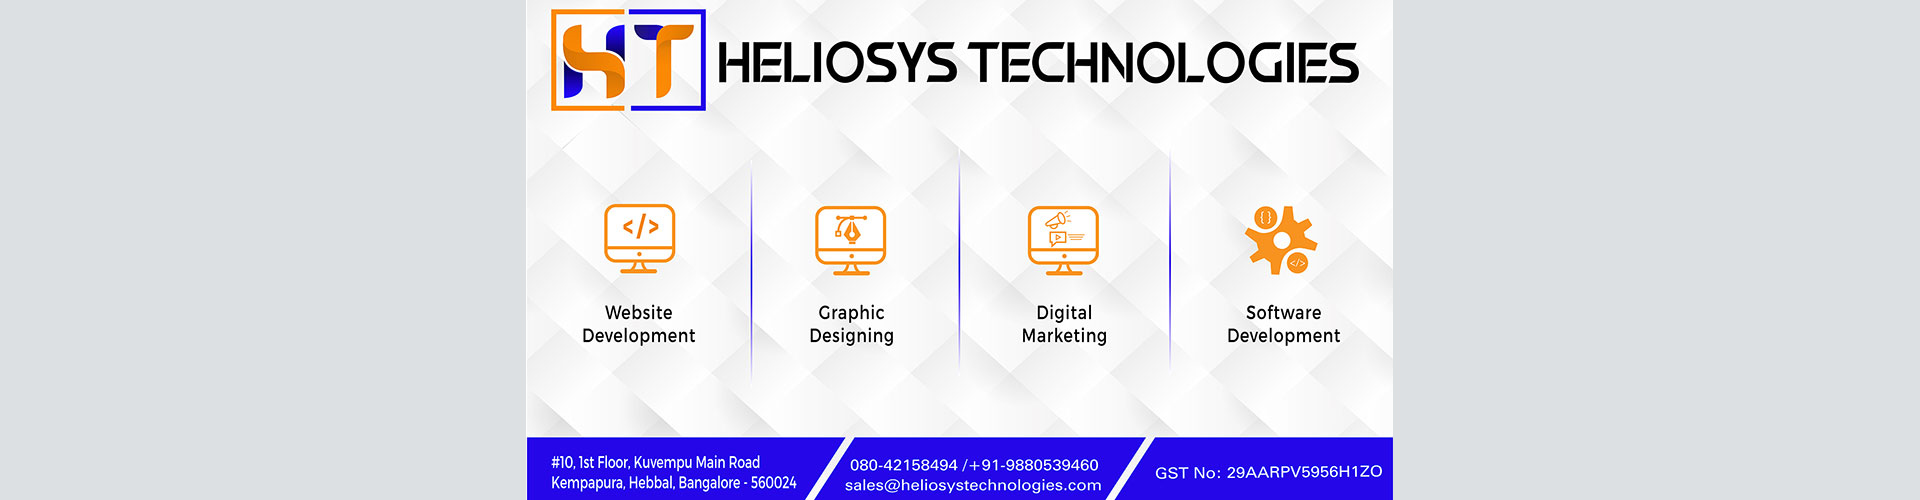 HT HELIOSYS TECHNOLOGIES
</>
{}
</>
Website
Development
Graphic
Designing
Digital
Marketing
Software
Development
#10, 1st Floor, Kuvempu Main Road
Kempapura, Hebbal, Bangalore - 560024
080-42158494 /+91-9880539460
sales@heliosystechnologies.com
GST No: 29AARPV5956H1ZO